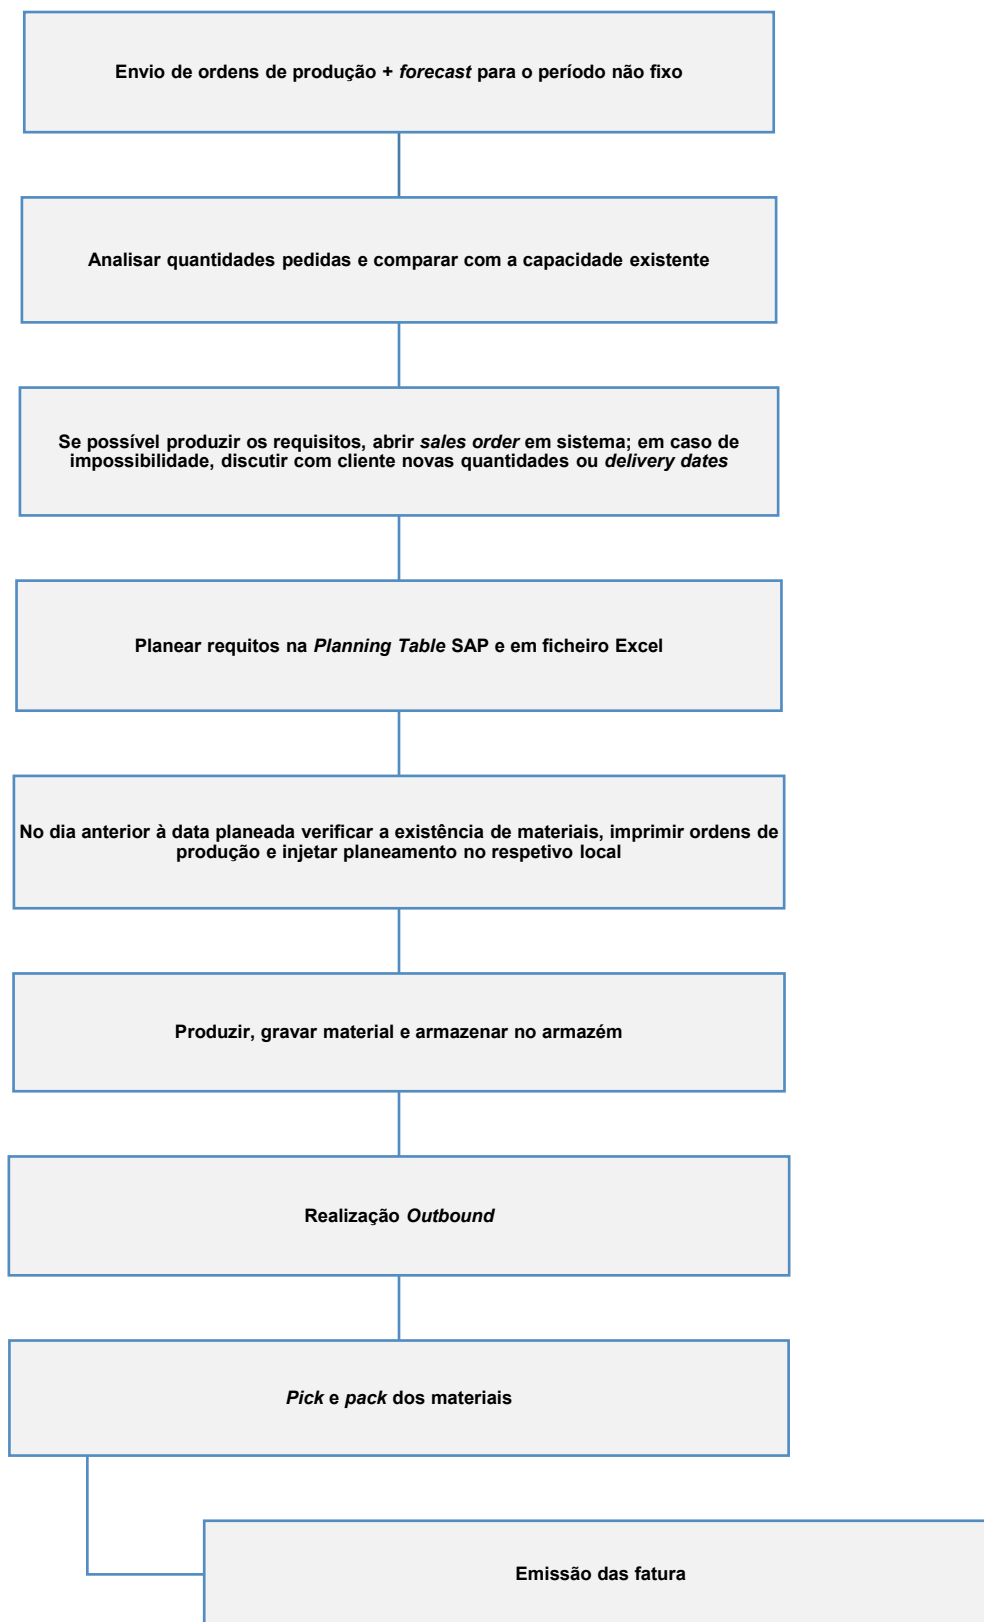 Envio de ordens de produção + forecast para o período não fixo
Analisar quantidades pedidas e comparar com a capacidade existente
Se possível produzir os requisitos, abrir sales order em sistema; em caso de
impossibilidade, discutir com cliente novas quantidades ou delivery dates
Planear requitos na Planning Table SAP e em ficheiro Excel
No dia anterior à data planeada verificar a existência de materiais, imprimir ordens de
produção e injetar planeamento no respetivo local
Produzir, gravar material e armazenar no armazém
Realização Outbound
Pick e pack dos materiais
Emissão das fatura